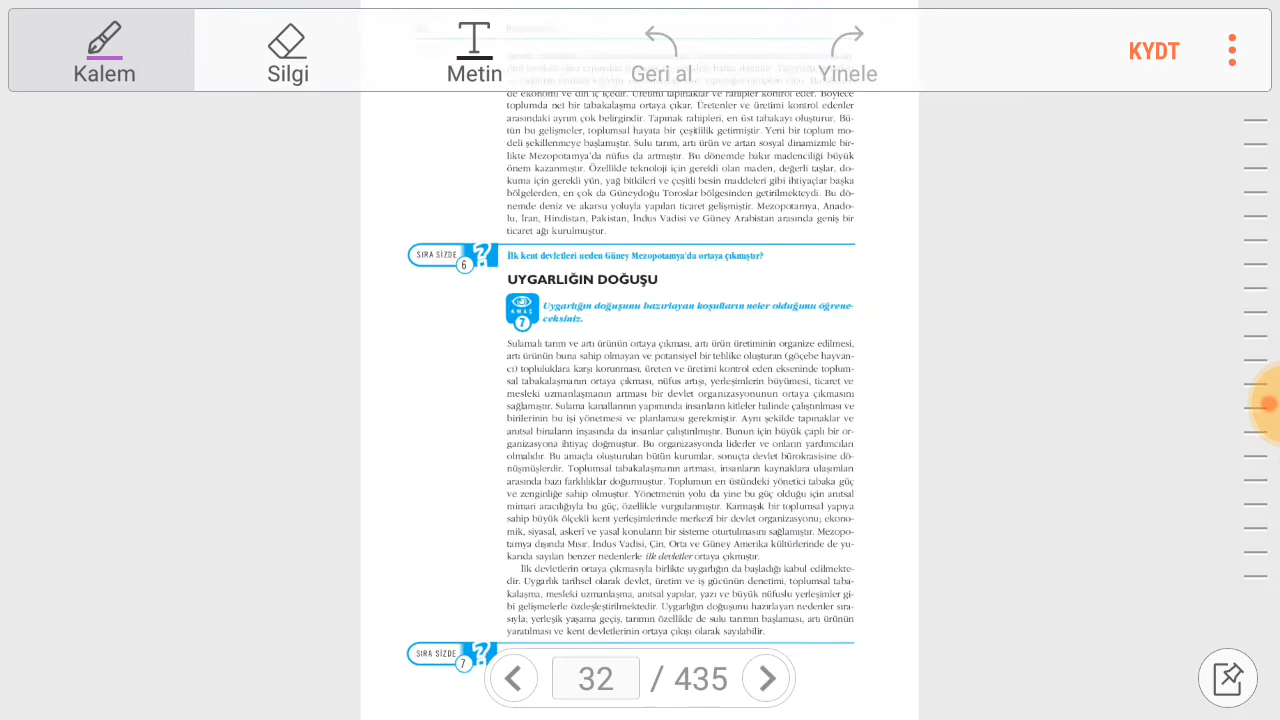 Kalem
Silgi
Metin
Geri al
Yinele
KYDT
de ekonomi ve din iç içedir. Üretimi tapınaklar ve rahipler kontrol eder. Böylece
toplumda net bir tabakalaşma ortaya çıkar. Üretenler ve üretimi kontrol edenler
arasındaki ayrım çok belirgindir. Tapınak rahipleri, en üst tabakayı oluşturur. Bü-
tün bu gelişmeler, toplumsal hayata bir çeşitlilik getirmiştir. Yeni bir toplum mo-
deli şekillenmeye başlamıştır. Sulu tarım, artı ürün ve artan sosyal dinamizmle bir-
likte Mezopotamya'da nüfus da artmıştır. Bu dönemde bakır madenciliği büyük
önem kazanmıştır. Özellikle teknoloji için gerekli olan maden, değerli taşlar, do-
kuma için gerekli yün, yağ bitkileri ve çeşitli besin maddeleri gibi ihtiyaçlar başka
bölgelerden, en çok da Güneydoğu Toroslar bölgesinden getirilmekteydi. Bu dö-
nemde deniz ve akarsu yoluyla yapılan ticaret gelişmiştir. Mezopotamya, Anado-
lu, İran, Hindistan, Pakistan, İndus Vadisi ve Güney Arabistan arasında geniş bir
ticaret ağı kurulmuştur.
SIRA SİZDE
6
İlk kent devletleri neden Güney Mezopotamya'da ortaya çıkmıştır?
UYGARLIĞIN DOĞUŞU
AMAÇ
7
Uygarlığın doğuşunu hazırlayan koşulların neler olduğunu öğrene-
ceksiniz.
Sulamalı tarım ve artı ürünün ortaya çıkması, artı ürün üretiminin organize edilmesi,
artı ürünün buna sahip olmayan ve potansiyel bir tehlike oluşturan (göçebe hayvan-
cı) topluluklara karşı korunması, üreten ve üretimi kontrol eden ekseninde toplum-
sal tabakalaşmanın ortaya çıkması, nüfus artışı, yerleşimlerin büyümesi, ticaret ve
mesleki uzmanlaşmanın artması bir devlet organizasyonunun ortaya çıkmasını
sağlamıştır. Sulama kanallarının yapımında insanların kitleler halinde çalıştırılması ve
birilerinin bu işi yönetmesi ve planlaması gerekmiştir. Aynı şekilde tapınaklar ve
anıtsal binaların inşasında da insanlar çalıştırılmıştır. Bunun için büyük çaplı bir or-
ganizasyona ihtiyaç doğmuştur. Bu organizasyonda liderler ve onların yardımcıları
olmalıdır. Bu amaçla oluşturulan bütün kurumlar, sonuçta devlet bürokrasisine dö-
nüşmüşlerdir. Toplumsal tabakalaşmanın artması, insanların kaynaklara ulaşımları
arasında bazı farklılıklar doğurmuştur. Toplumun en üstündeki yönetici tabaka güç
ve zenginliğe sahip olmuştur. Yönetmenin yolu da yine bu güç olduğu için anıtsal
mimari aracılığıyla bu güç, özellikle vurgulanmıştır. Karmaşık bir toplumsal yapıya
sahip büyük ölçekli kent yerleşimlerinde merkezî bir devlet organizasyonu; ekono-
mik, siyasal, askerî ve yasal konuların bir sisteme oturtulmasını sağlamıştır. Mezopo-
tamya dışında Mısır, İndus Vadisi, Çin, Orta ve Güney Amerika kültürlerinde de yu-
karıda sayılan benzer nedenlerle ilk devletler ortaya çıkmıştır.
İlk devletlerin ortaya çıkmasıyla birlikte uygarlığın da başladığı kabul edilmekte-
dir. Uygarlık tarihsel olarak devlet, üretim ve iş gücünün denetimi, toplumsal taba-
kalaşma, mesleki uzmanlaşma, anıtsal yapılar, yazı ve büyük nüfuslu yerleşimler gi-
bi gelişmelerle özdeşleştirilmektedir. Uygarlığın doğuşunu hazırlayan nedenler sıra-
sıyla; yerleşik yaşama geçiş, tarımın özellikle de sulu tarımın başlaması, artı ürünün
yaratılması ve kent devletlerinin ortaya çıkışı olarak sayılabilir.
SIRA SİZDE
7
32 / 435